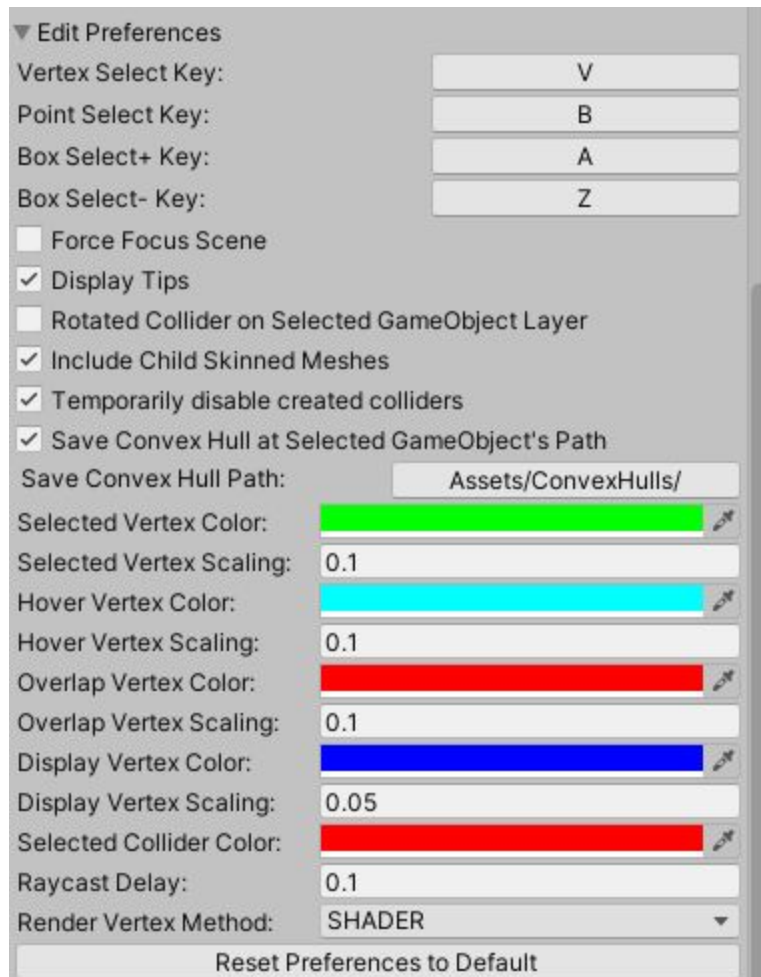 Edit Preferences
Vertex Select Key: V
Point Select Key: B
Box Select+ Key: A
Box Select- Key: Z
Force Focus Scene
Display Tips
Rotated Collider on Selected GameObject Layer
Include Child Skinned Meshes
Temporarily disable created colliders
Save Convex Hull at Selected GameObject's Path
Save Convex Hull Path: Assets/ConvexHulls/
Selected Vertex Color:
Selected Vertex Scaling: 0.1
Hover Vertex Color:
Hover Vertex Scaling: 0.1
Overlap Vertex Color:
Overlap Vertex Scaling: 0.1
Display Vertex Color:
Display Vertex Scaling: 0.05
Selected Collider Color:
Raycast Delay: 0.1
Render Vertex Method: SHADER
Reset Preferences to Default